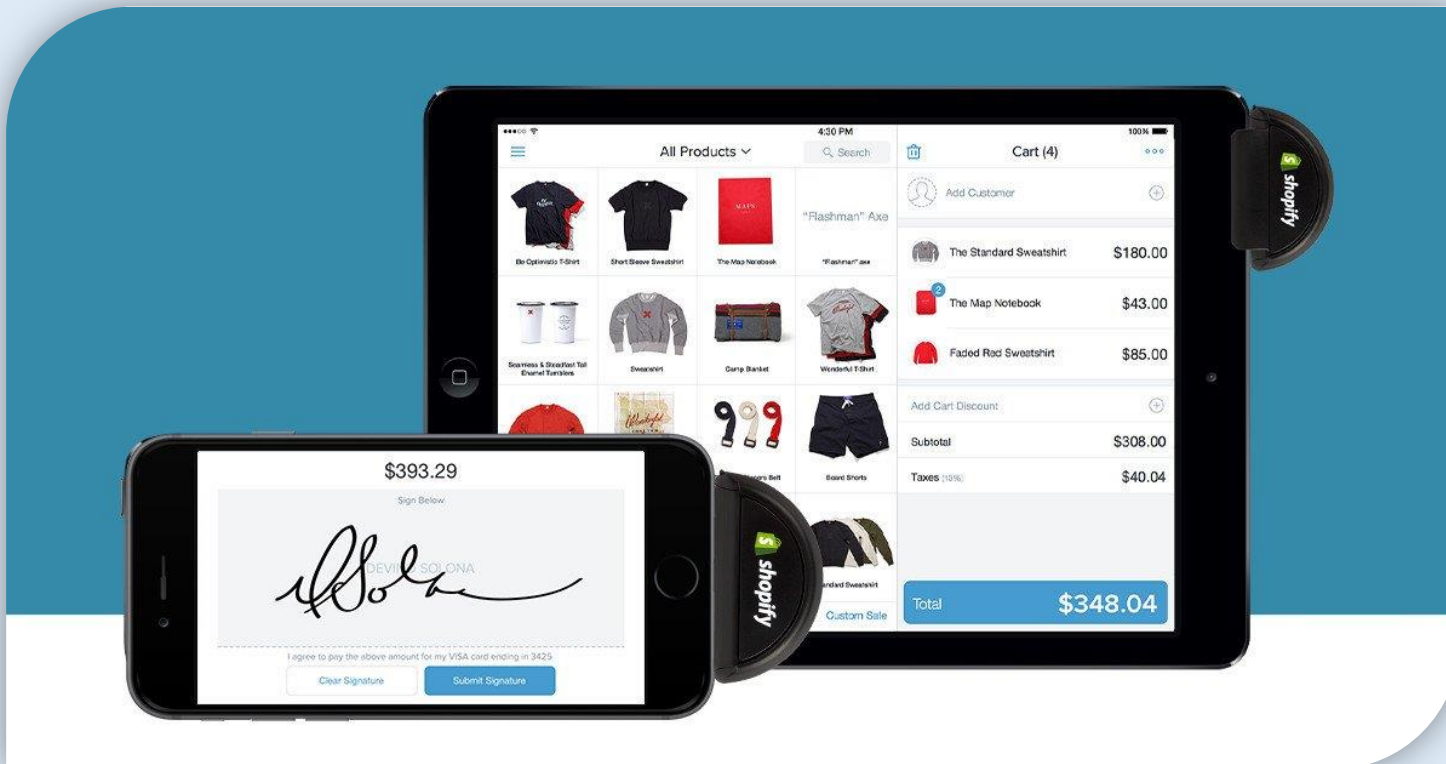 4:30 PM
100%
All Products
Search
Cart (4)
Add Customer
MAPS
"Flashman" Axe
Be Optimistic T-Shirt
Short Sleeve Sweatshirt
The Map Notebook
"Flashman" axe
The Standard Sweatshirt
$180.00
2
The Map Notebook
$43.00
Faded Red Sweatshirt
$85.00
Seamless & Steadfast Tall
Enamel Tumblers
Sweatshirt
Camp Blanket
Wonderful T-Shirt
Add Cart Discount
Subtotal
$308.00
Taxes (13%)
$40.04
Wonderful
Belt
Board Shorts
Standard Sweatshirt
Custom Sale
Total
$348.04
shopify
$393.29
Sign Below
DEVIN SOLONA
I agree to pay the above amount for my VISA card ending in 3425
Clear Signature
Submit Signature
shopify